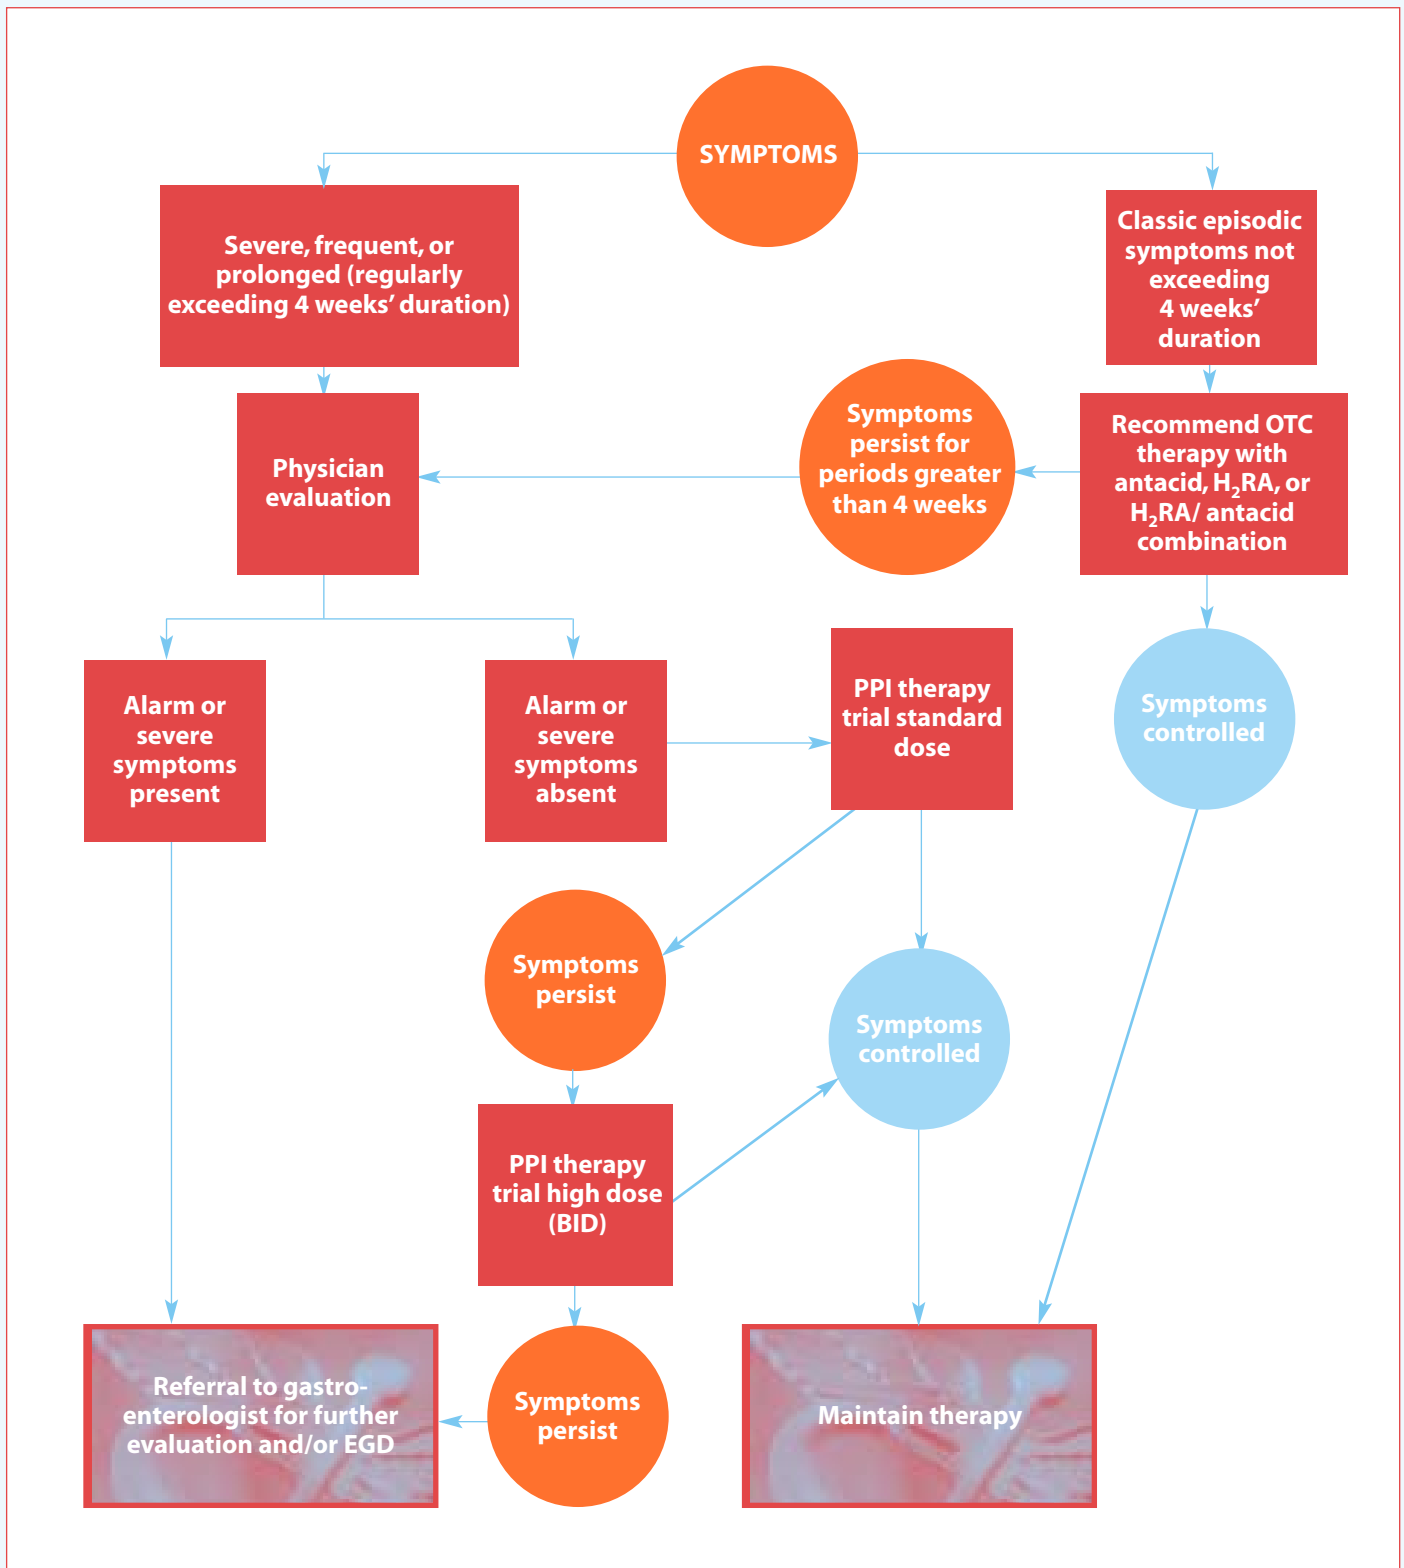 SYMPTOMS
Severe, frequent, or
prolonged (regularly
exceeding 4 weeks’ duration)
Classic episodic
symptoms not
exceeding
4 weeks’
duration
Physician
evaluation
Symptoms
persist for
periods greater
than 4 weeks
Recommend OTC
therapy with
antacid, H₂RA, or
H₂RA/ antacid
combination
Alarm or
severe
symptoms
present
Alarm or
severe
symptoms
absent
PPI therapy
trial standard
dose
Symptoms
controlled
Symptoms
persist
Symptoms
controlled
PPI therapy
trial high dose
(BID)
Referral to gastro-
enterologist for further
evaluation and/or EGD
Symptoms
persist
Maintain therapy